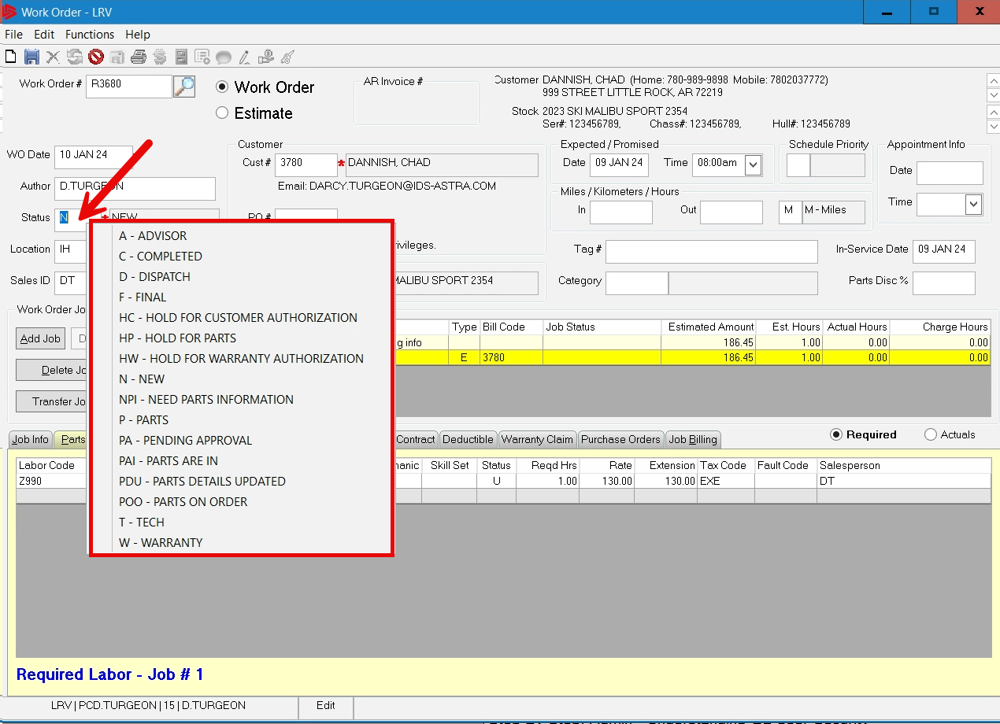 Work Order - LRV
File Edit Functions Help
Work Order # R3680
Work Order
Estimate
AR Invoice #
Customer DANNISH, CHAD (Home: 780-989-9898 Mobile: 7802037772)
999 STREET LITTLE ROCK, AR 72219
Stock 2023 SKI MALIBU SPORT 2354
Ser#: 123456789, Chass#: 123456789, Hull#: 123456789
WO Date 10 JAN 24
Author D.TURGEON
Status N * NEW
Location IH
Sales ID DT
Customer
Cust # 3780 * DANNISH, CHAD
Email: DARCY.TURGEON@IDS-ASTRA.COM
PO #
ivileges.
MALIBU SPORT 2354
Expected / Promised
Date 09 JAN 24 Time 08:00am
Schedule Priority
Appointment Info
Date
Time
Miles / Kilometers / Hours
In Out M M - Miles
Tag # In-Service Date 09 JAN 24
Category Parts Disc %
A - ADVISOR
C - COMPLETED
D - DISPATCH
F - FINAL
HC - HOLD FOR CUSTOMER AUTHORIZATION
HP - HOLD FOR PARTS
HW - HOLD FOR WARRANTY AUTHORIZATION
N - NEW
NPI - NEED PARTS INFORMATION
P - PARTS
PA - PENDING APPROVAL
PAI - PARTS ARE IN
PDU - PARTS DETAILS UPDATED
POO - PARTS ON ORDER
T - TECH
W - WARRANTY
Work Order Jo
Add Job D
Delete Jo
Transfer Jo
Type Bill Code Job Status Estimated Amount Est. Hours Actual Hours Charge Hours
g info 186.45 1.00 0.00 0.00
E 3780 186.45 1.00 0.00 0.00
Job Info Parts Contract Deductible Warranty Claim Purchase Orders Job Billing Required Actuals
Labor Code anic Skill Set Status Reqd Hrs Rate Extension Tax Code Fault Code Salesperson
Z990 U 1.00 130.00 130.00 EXE DT
Required Labor - Job # 1
LRV | PCD.TURGEON | 15 | D.TURGEON Edit